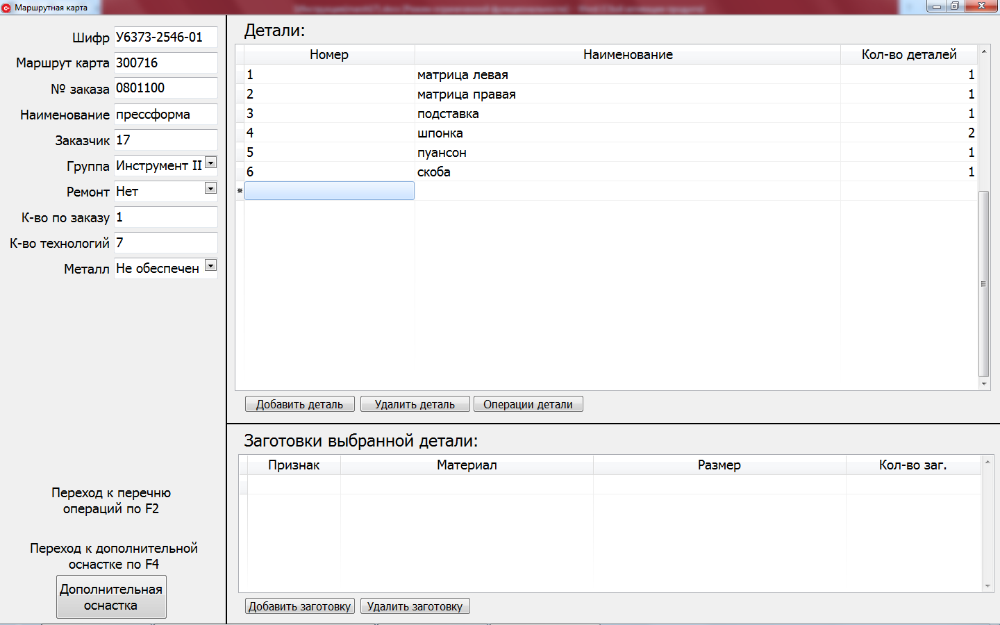 Маршрутная карта
Шифр У6373-2546-01
Маршрут карта 300716
№ заказа 0801100
Наименование прессформа
Заказчик 17
Группа Инструмент II
Ремонт Нет
К-во по заказу 1
К-во технологий 7
Металл Не обеспечен
Переход к перечню
операций по F2
Переход к дополнительной
оснастке по F4
Дополнительная
оснастка
Детали:
Номер Наименование Кол-во деталей
1 матрица левая 1
2 матрица правая 1
3 подставка 1
4 шпонка 2
5 пуансон 1
6 скоба 1
Добавить деталь Удалить деталь Операции детали
Заготовки выбранной детали:
Признак Материал Размер Кол-во заг.
Добавить заготовку Удалить заготовку